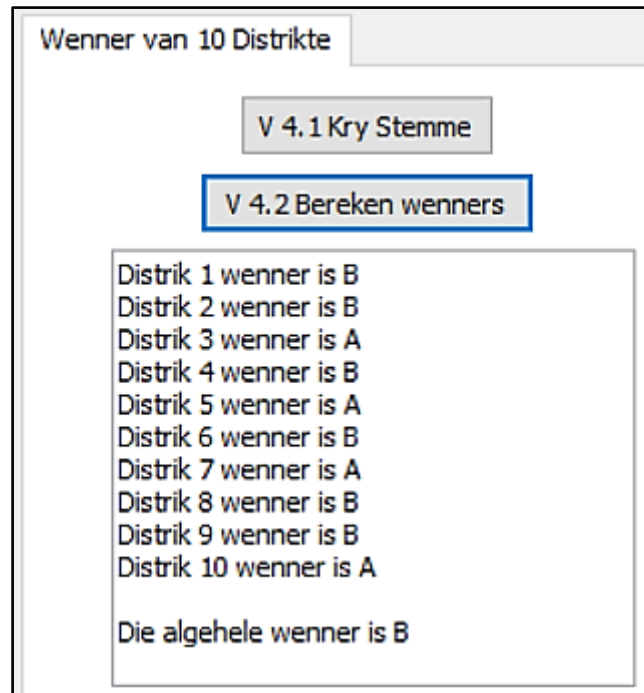 Wenner van 10 Distrikte
V 4.1 Kry Stemme
V 4.2 Bereken wenners
Distrik 1 wenner is B
Distrik 2 wenner is B
Distrik 3 wenner is A
Distrik 4 wenner is B
Distrik 5 wenner is A
Distrik 6 wenner is B
Distrik 7 wenner is A
Distrik 8 wenner is B
Distrik 9 wenner is B
Distrik 10 wenner is A
Die algehele wenner is B